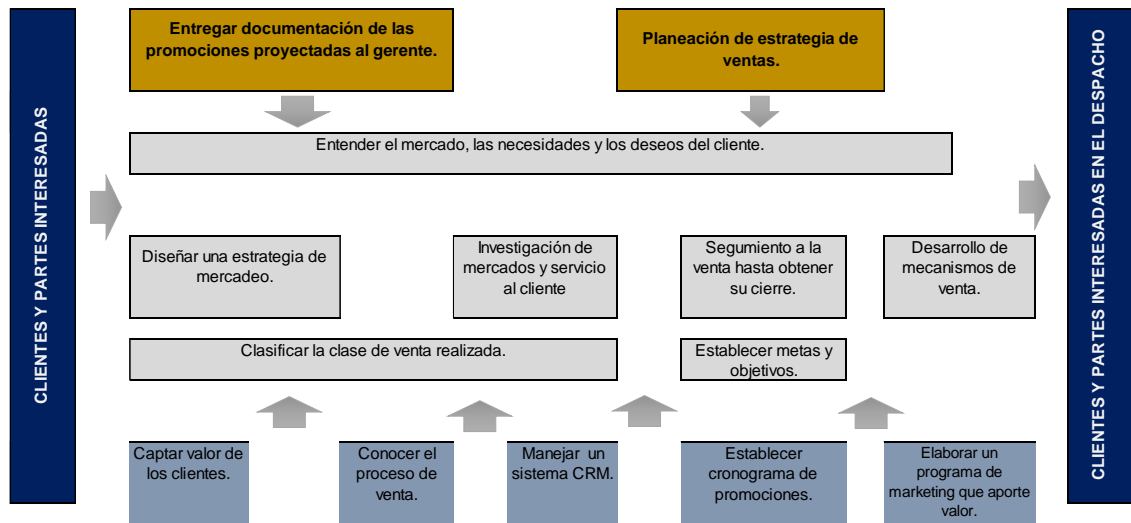 CLIENTES Y PARTES INTERESADAS
Entregar documentación de las
promociones proyectadas al gerente.
Planeación de estrategia de
ventas.
Entender el mercado, las necesidades y los deseos del cliente.
Diseñar una estrategia de
mercadeo.
Investigación de
mercados y servicio
al cliente
Segumiento a la
venta hasta obtener
su cierre.
Desarrollo de
mecanismos de
venta.
Clasificar la clase de venta realizada.
Establecer metas y
objetivos.
Captar valor de
los clientes.
Conocer el
proceso de
venta.
Manejar un
sistema CRM.
Establecer
cronograma de
promociones.
Elaborar un
programa de
marketing que aporte
valor.
CLIENTES Y PARTES INTERESADAS EN EL DESPACHO